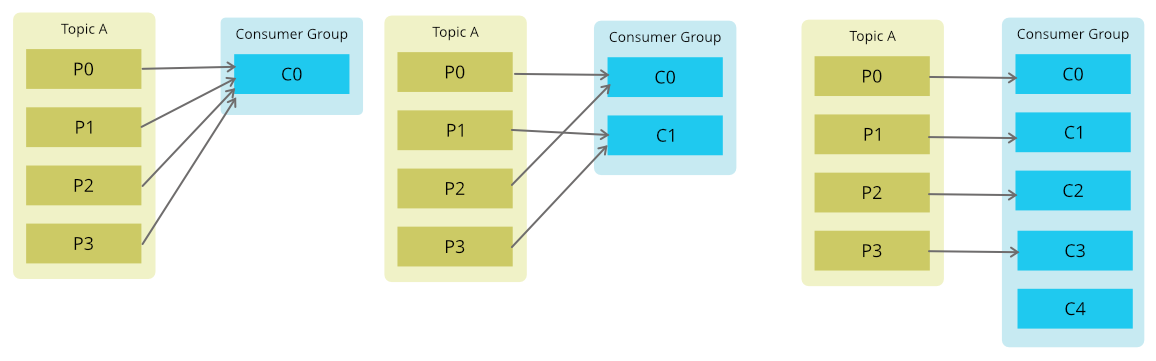 Topic A
P0
P1
P2
P3
Consumer Group
C0
Topic A
P0
P1
P2
P3
Consumer Group
C0
C1
Topic A
P0
P1
P2
P3
Consumer Group
C0
C1
C2
C3
C4